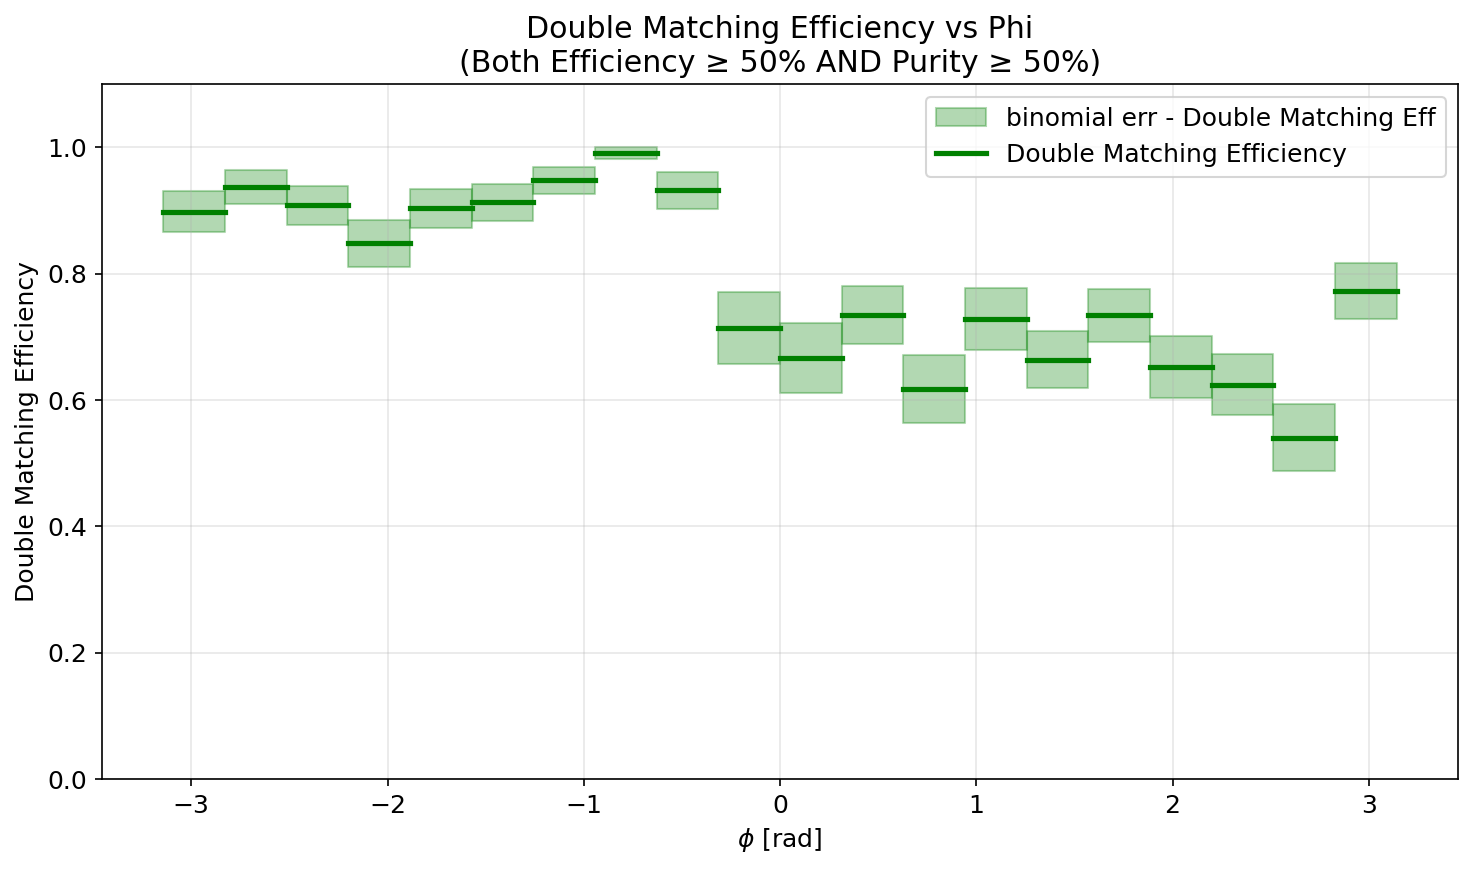 Double Matching Efficiency vs Phi
(Both Efficiency ≥ 50% AND Purity ≥ 50%)
binomial err - Double Matching Eff
Double Matching Efficiency
Double Matching Efficiency
1.0
0.8
0.6
0.4
0.2
0.0
−3
−2
−1
0
1
2
3
ϕ [rad]